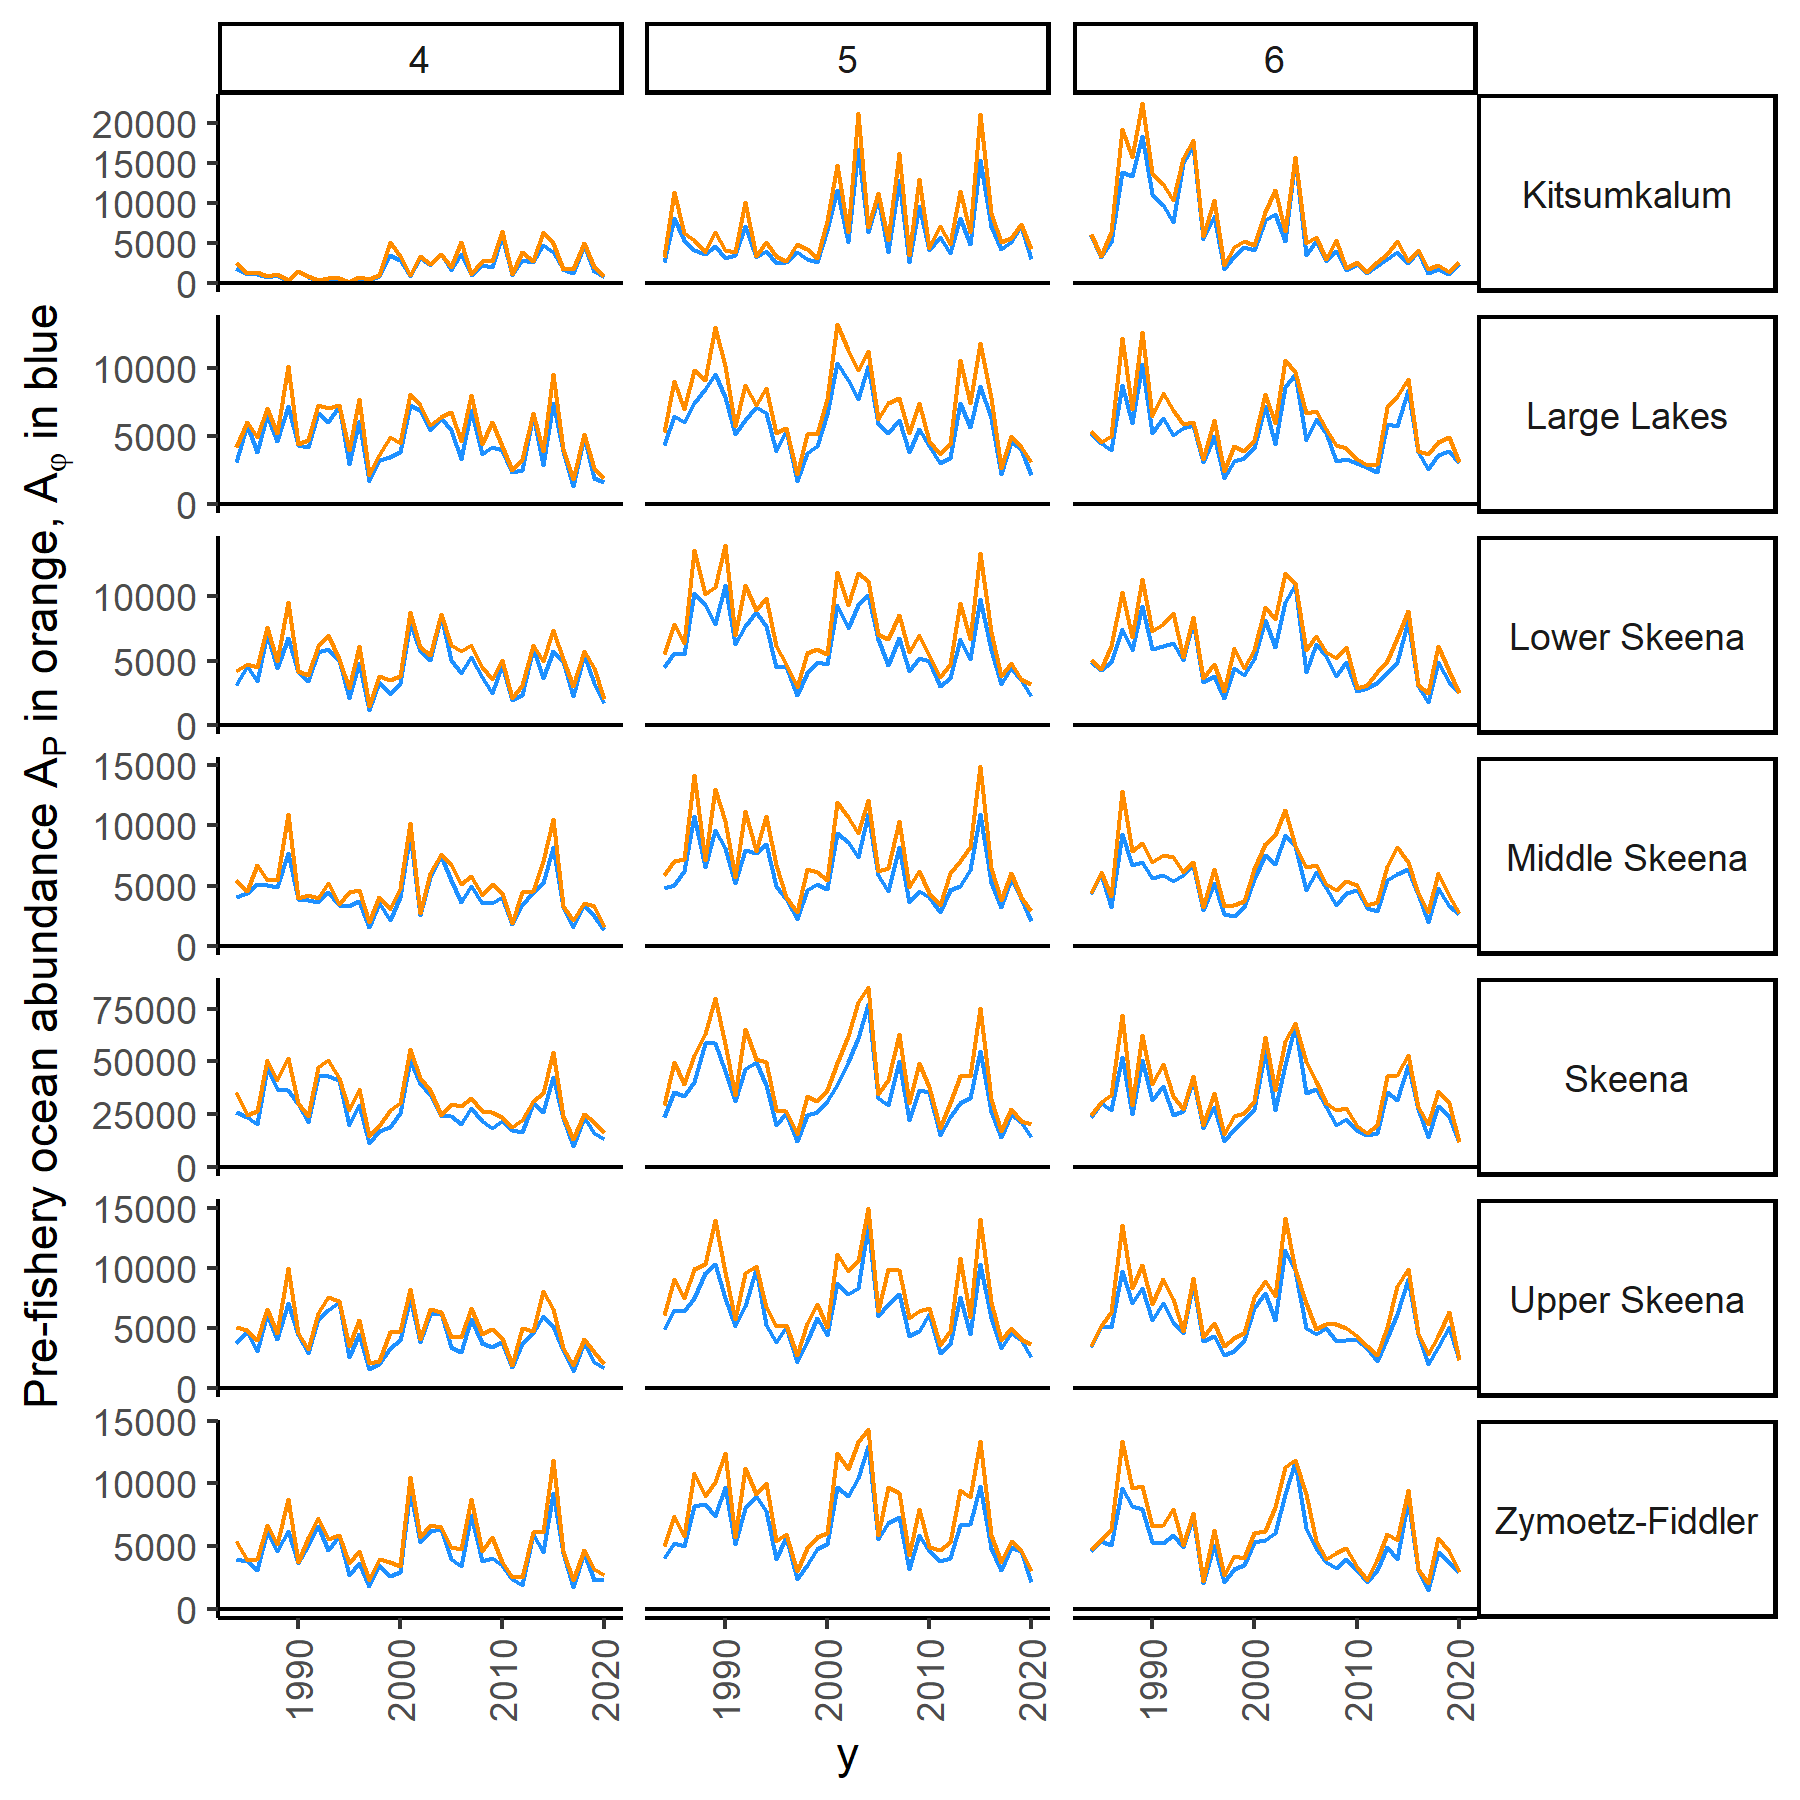 4 5 6
Pre-fishery ocean abundance AP in orange, Aφ in blue
20000
15000
10000
5000
0
Kitsumkalum
10000
5000
0
Large Lakes
10000
5000
0
Lower Skeena
15000
10000
5000
0
Middle Skeena
75000
50000
25000
0
Skeena
15000
10000
5000
0
Upper Skeena
15000
10000
5000
0
Zymoetz-Fiddler
1990 2000 2010 2020 1990 2000 2010 2020 1990 2000 2010 2020
y